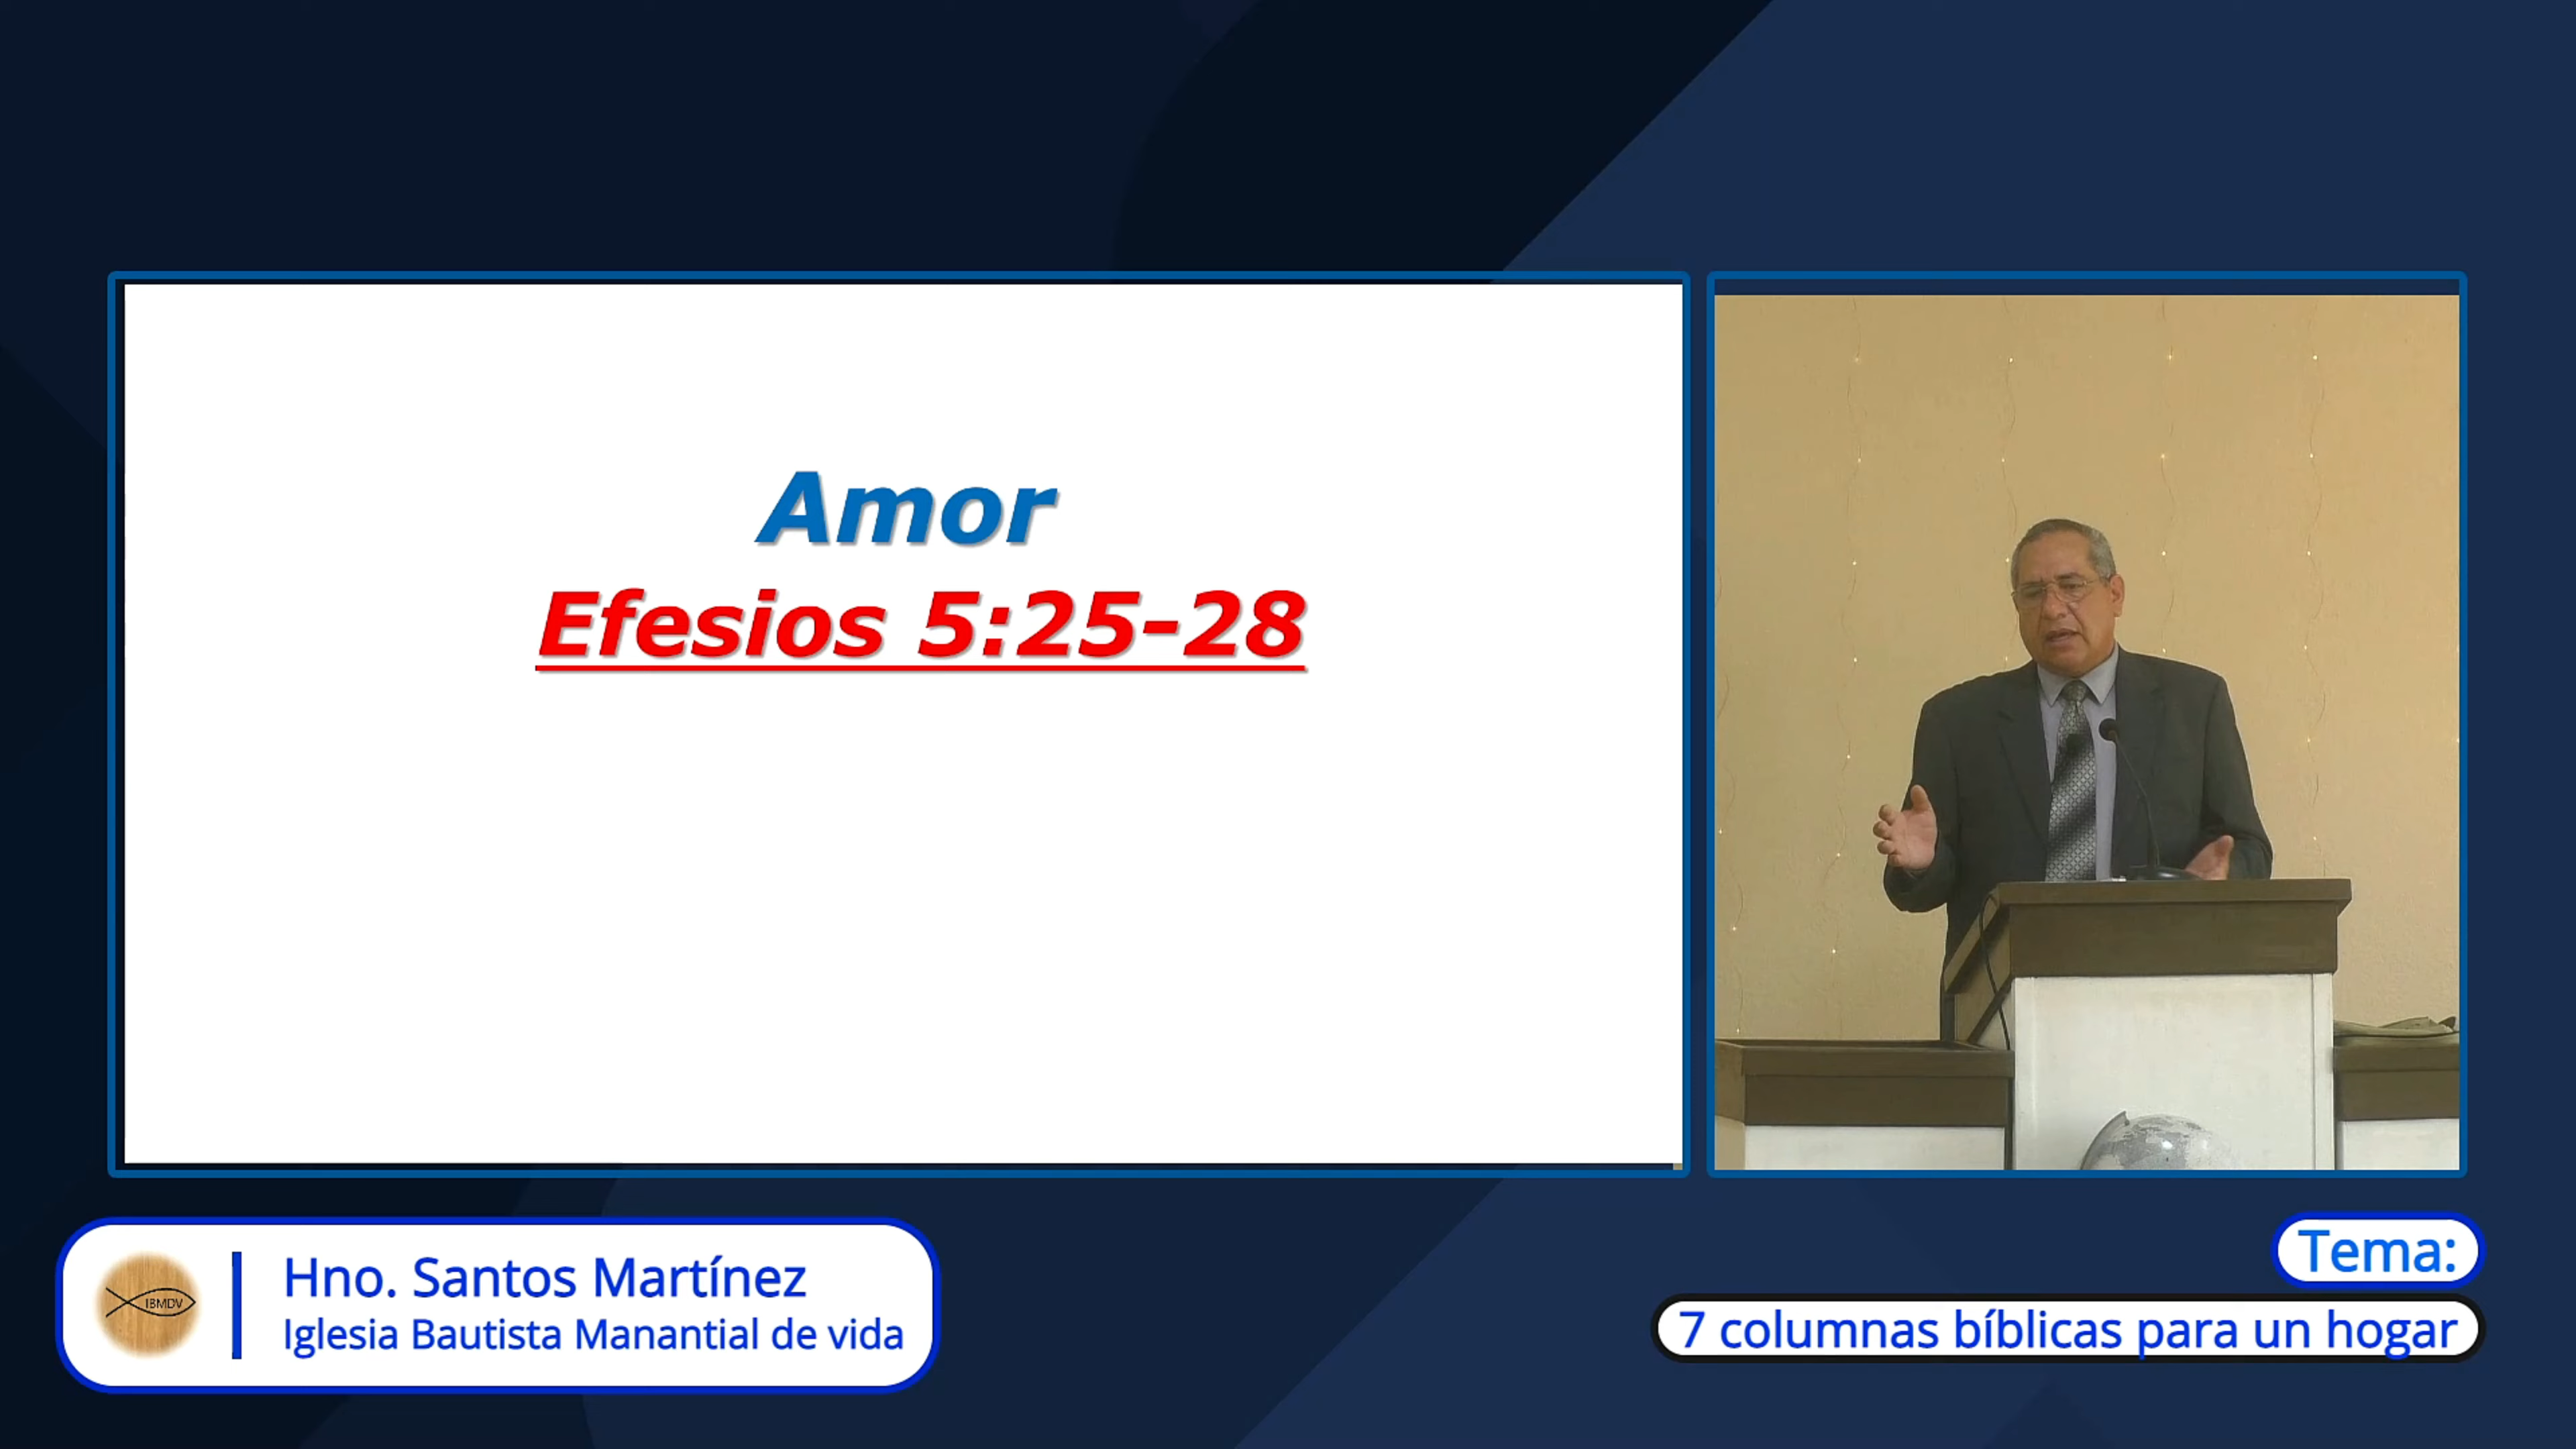 Amor
Efesios 5:25-28
IBMDV
Hno. Santos Martínez
Iglesia Bautista Manantial de vida
Tema:
7 columnas bíblicas para un hogar